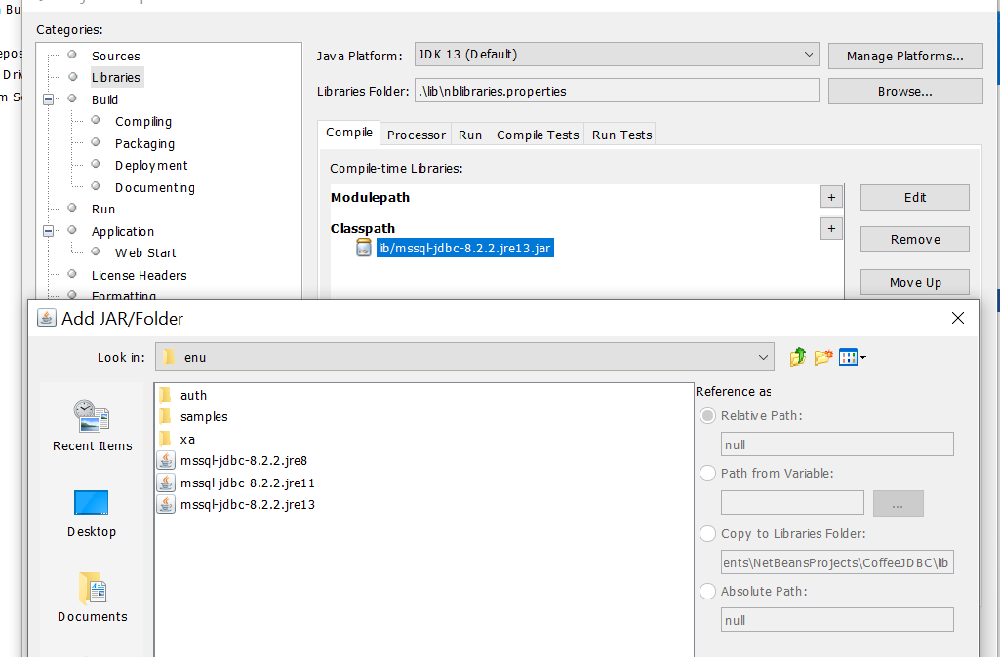 Categories:
Sources
Libraries
Build
Compiling
Packaging
Deployment
Documenting
Run
Application
Web Start
License Headers
Formatting
Java Platform:
JDK 13 (Default)
Manage Platforms...
Libraries Folder:
.\lib\nblibraries.properties
Browse...
Compile
Processor
Run
Compile Tests
Run Tests
Compile-time Libraries:
Modulepath
+
Edit
Classpath
+
lib/mssql-jdbc-8.2.2.jre13.jar
Remove
Move Up
Add JAR/Folder
Look in:
enu
Recent Items
Desktop
Documents
auth
samples
xa
mssql-jdbc-8.2.2.jre8
mssql-jdbc-8.2.2.jre11
mssql-jdbc-8.2.2.jre13
Reference as
Relative Path:
null
Path from Variable:
...
Copy to Libraries Folder:
ents\NetBeansProjects\CoffeeJDBC\lib
Absolute Path:
null